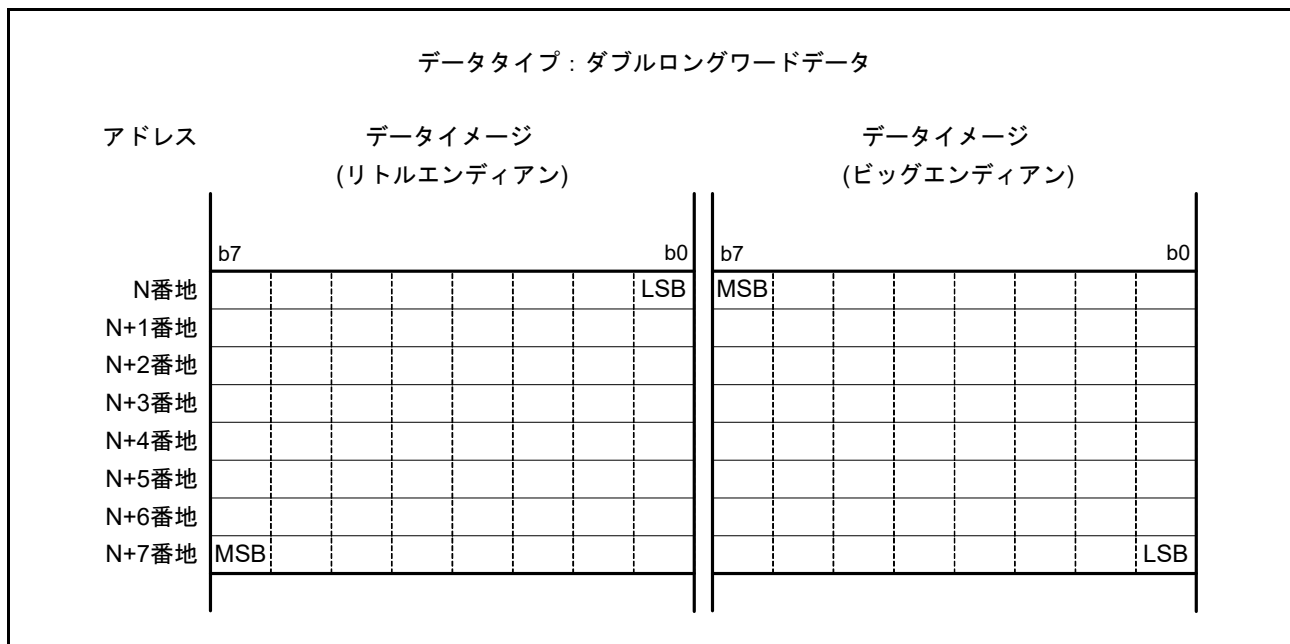 データタイプ：ダブルロングワードデータ
アドレス データイメージ データイメージ
(リトルエンディアン) (ビッグエンディアン)
b7 b0 b7 b0
N番地 LSB MSB
N+1番地
N+2番地
N+3番地
N+4番地
N+5番地
N+6番地
N+7番地 MSB LSB